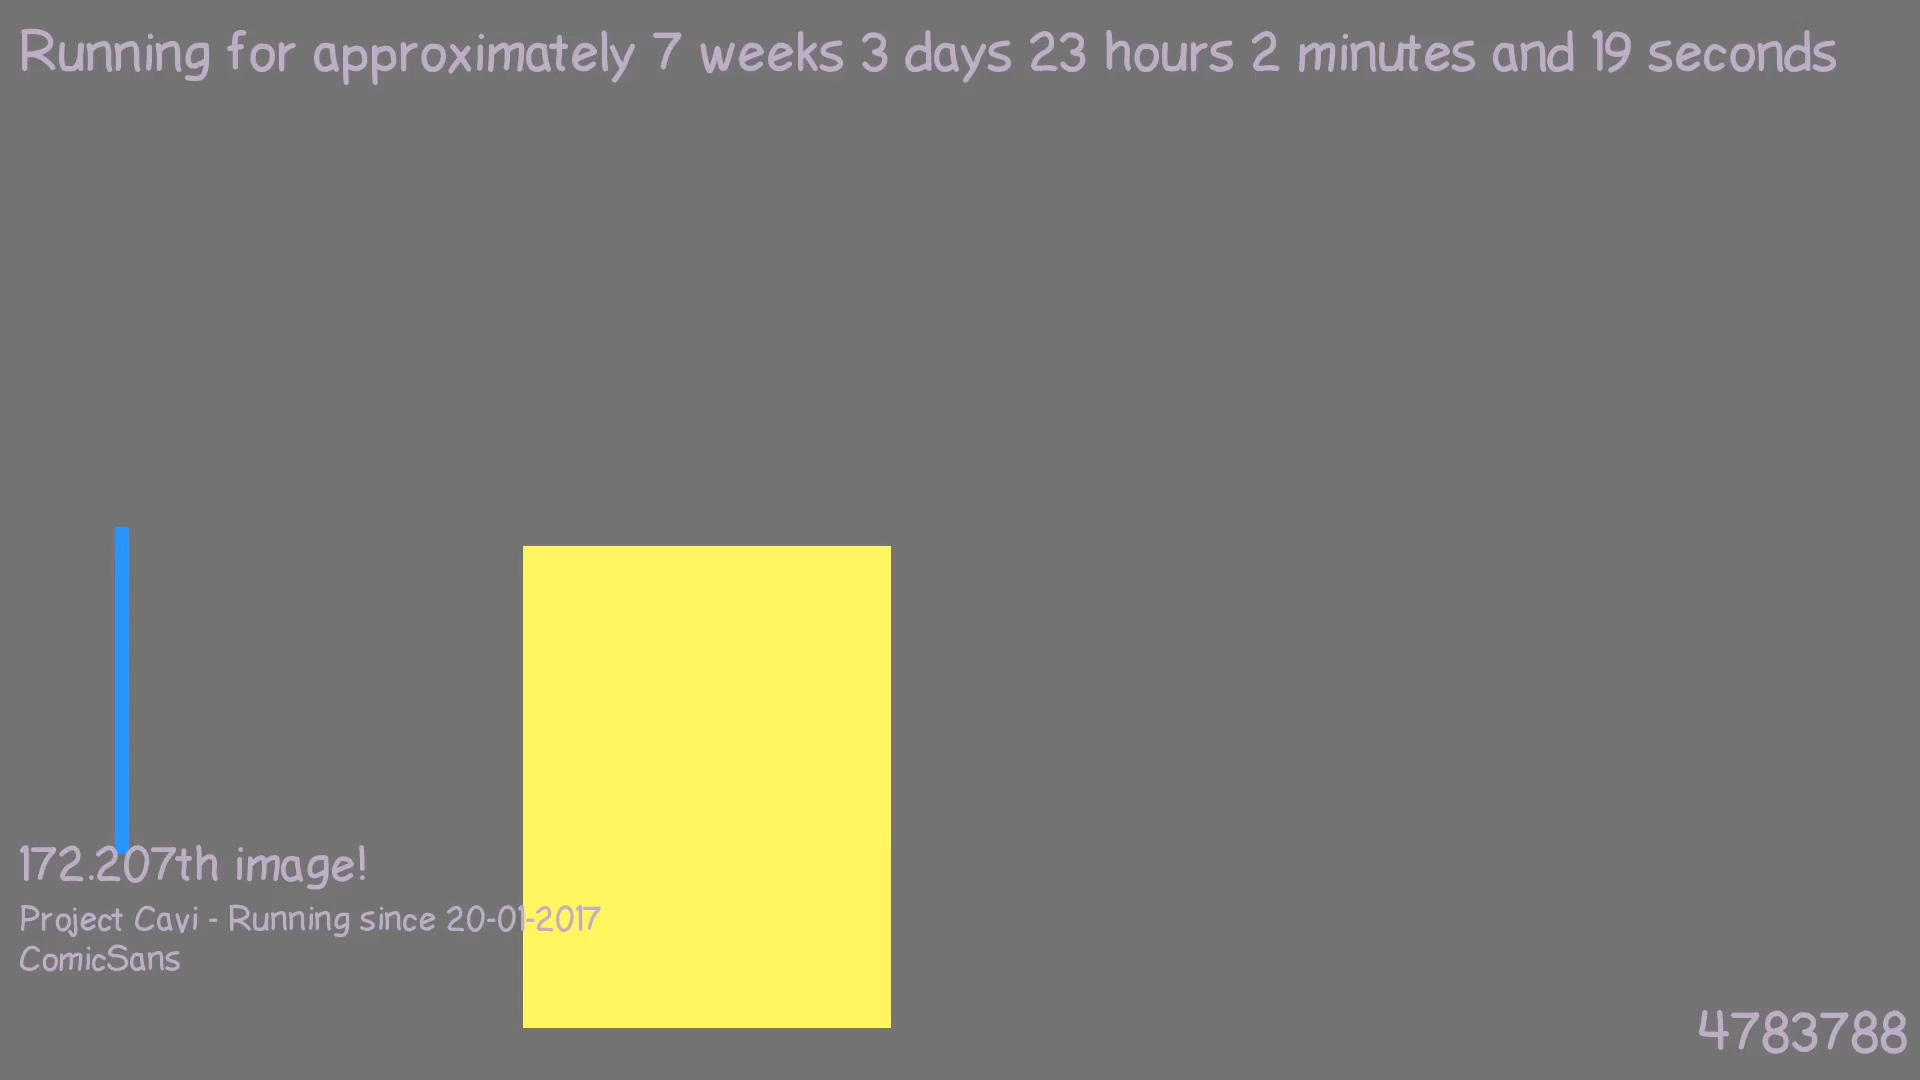 Running for approximately 7 weeks 3 days 23 hours 2 minutes and 19 seconds
172.207th image!
Project Cavi - Running since 20-01-2017
ComicSans
4783788